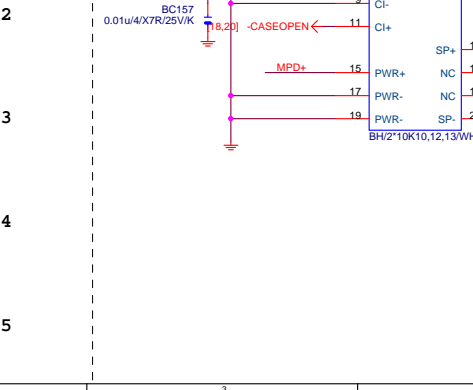 9 CI-
2
BC157
0.01u/4/X7R/25V/K
[18,20] -CASEOPEN 11 CI+
SP+
MPD+ 15 PWR+ NC
17 PWR- NC
3
19 PWR- SP-
BH/2*10K10,12,13/WH
4
5
3